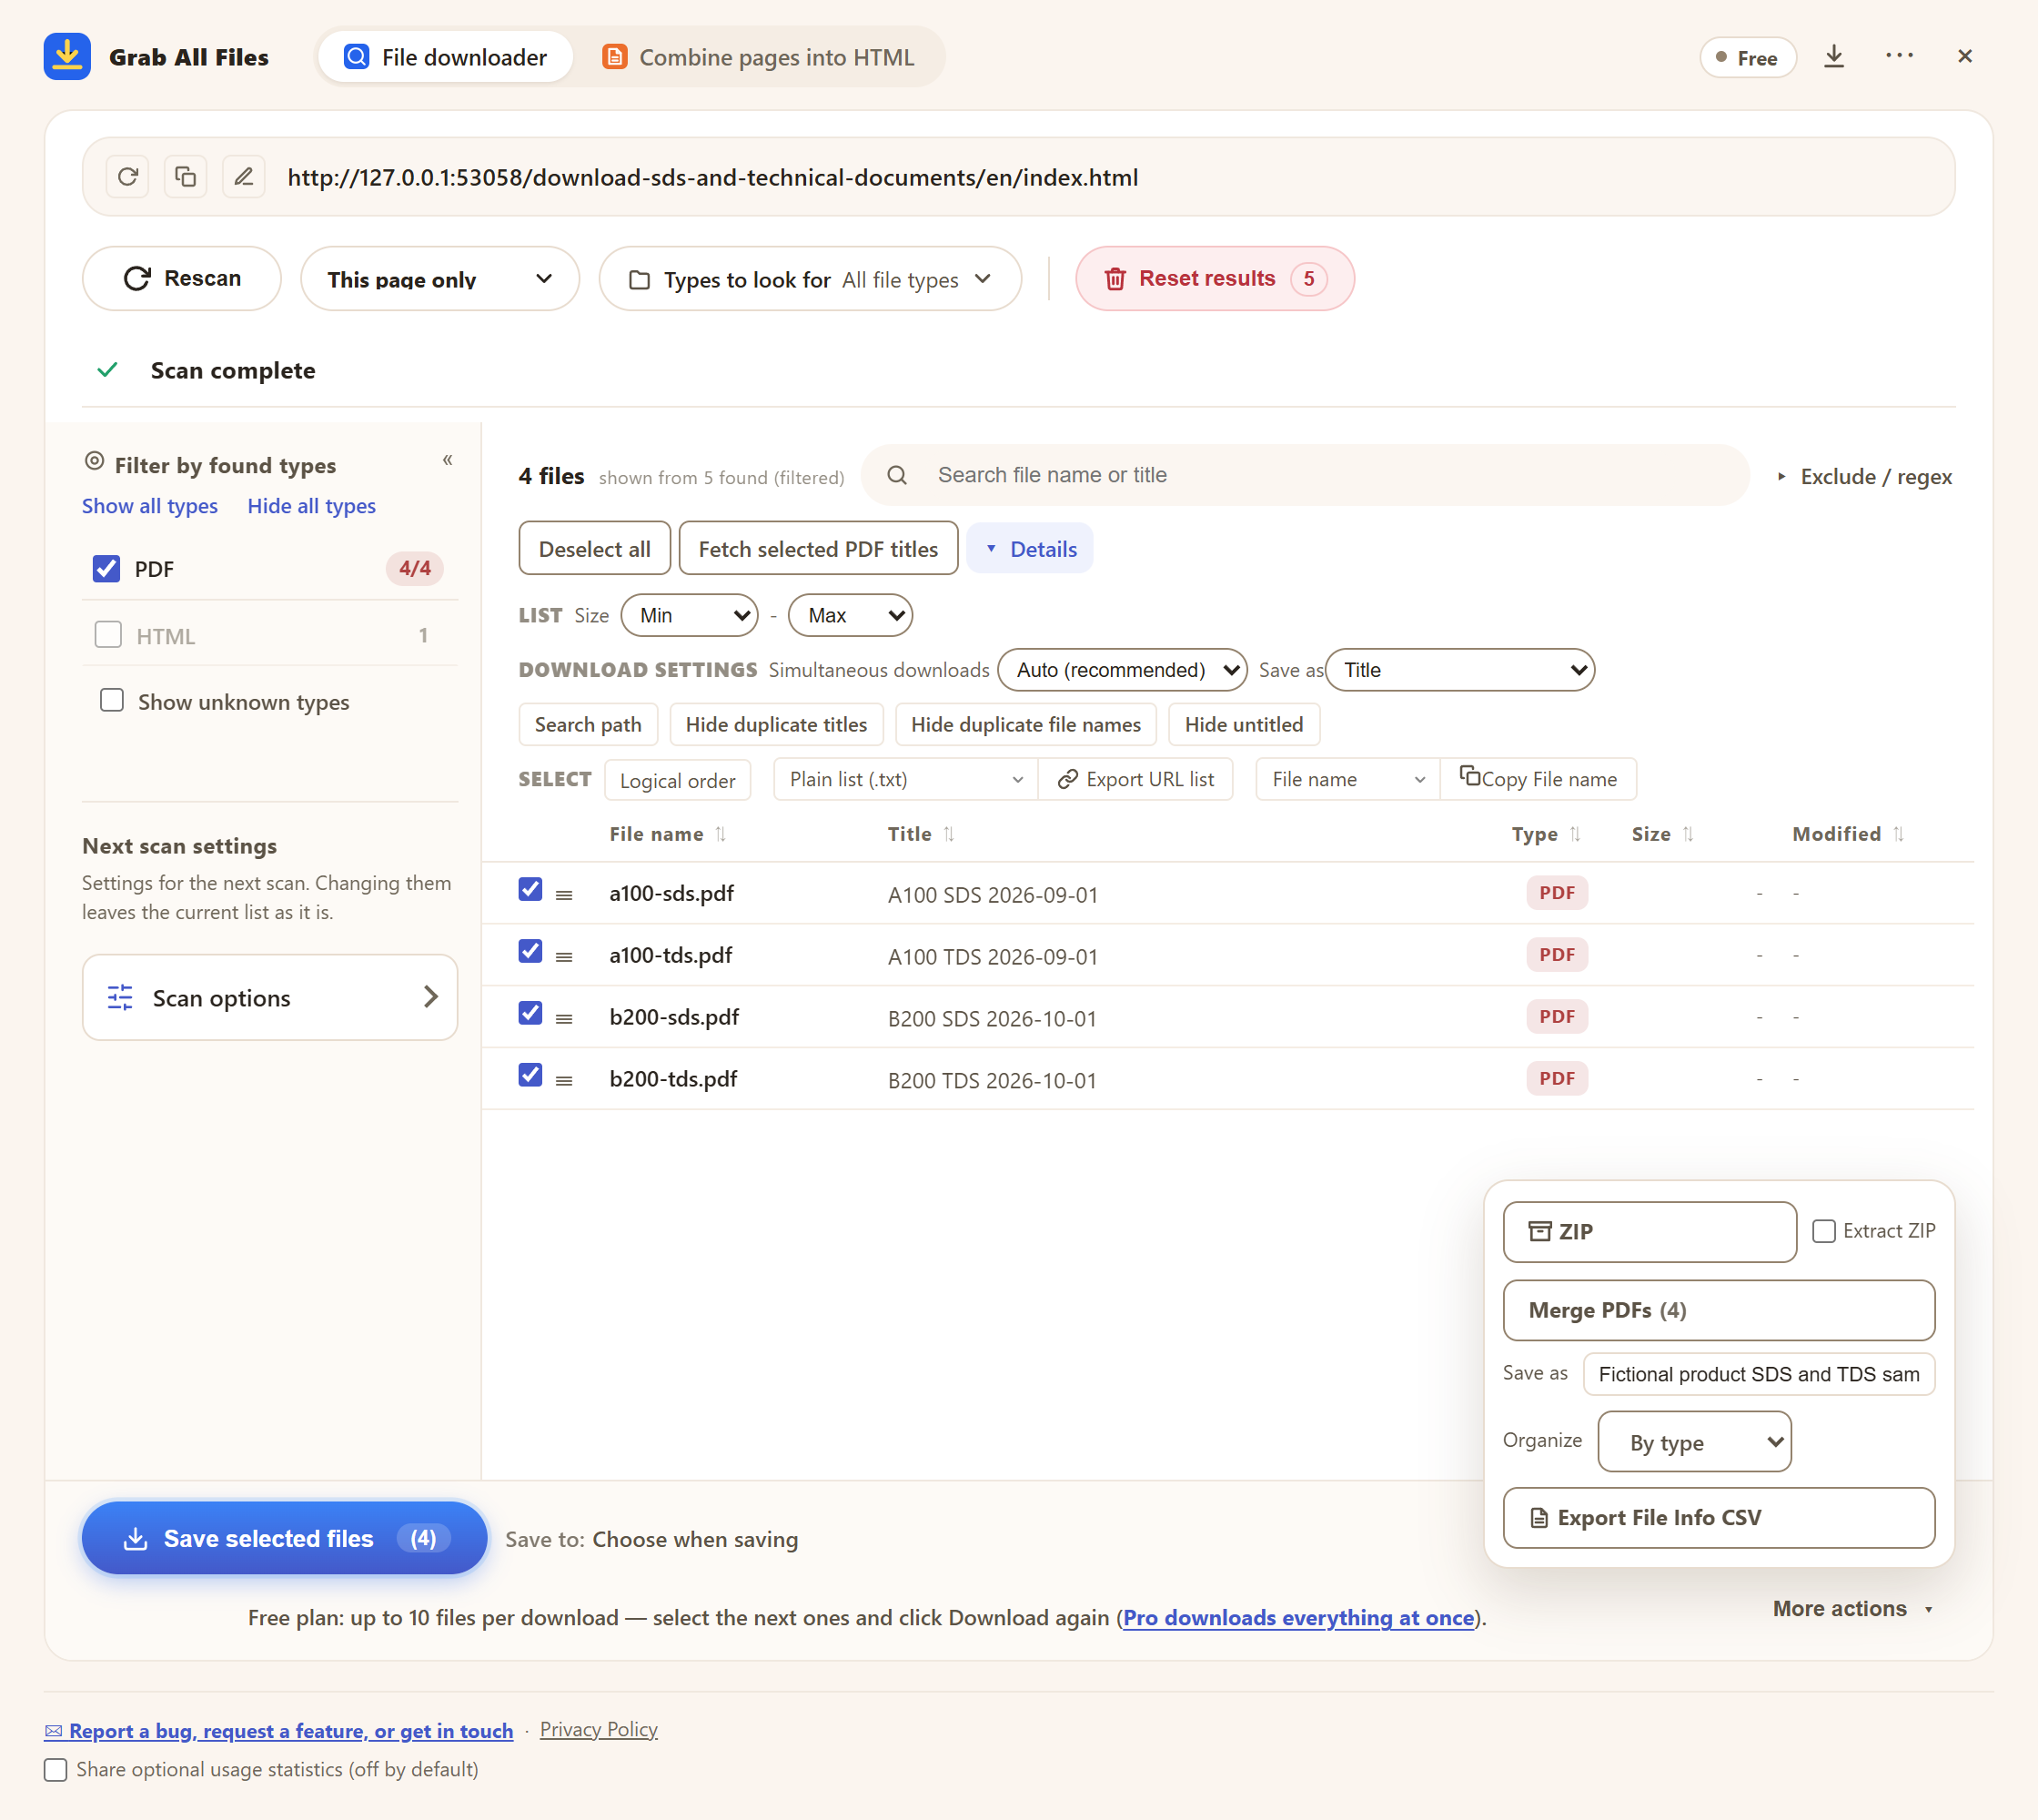 Grab All Files
File downloader
Combine pages into HTML
Free
http://127.0.0.1:53058/download-sds-and-technical-documents/en/index.html
Rescan
This page only
Types to look for All file types
Reset results 5
Scan complete
Filter by found types
«
Show all types Hide all types
PDF 4/4
HTML 1
Show unknown types
Next scan settings
Settings for the next scan. Changing them
leaves the current list as it is.
Scan options
4 files shown from 5 found (filtered)
Search file name or title
Exclude / regex
Deselect all
Fetch selected PDF titles
Details
LIST Size Min - Max
DOWNLOAD SETTINGS Simultaneous downloads Auto (recommended) Save as Title
Search path
Hide duplicate titles
Hide duplicate file names
Hide untitled
SELECT Logical order Plain list (.txt) Export URL list File name Copy File name
File name Title Type Size Modified
a100-sds.pdf A100 SDS 2026-09-01 PDF - -
a100-tds.pdf A100 TDS 2026-09-01 PDF - -
b200-sds.pdf B200 SDS 2026-10-01 PDF - -
b200-tds.pdf B200 TDS 2026-10-01 PDF - -
ZIP Extract ZIP
Merge PDFs (4)
Save as Fictional product SDS and TDS sam
Organize By type
Export File Info CSV
Save selected files (4)
Save to: Choose when saving
Free plan: up to 10 files per download — select the next ones and click Download again (Pro downloads everything at once).
More actions
Report a bug, request a feature, or get in touch · Privacy Policy
Share optional usage statistics (off by default)